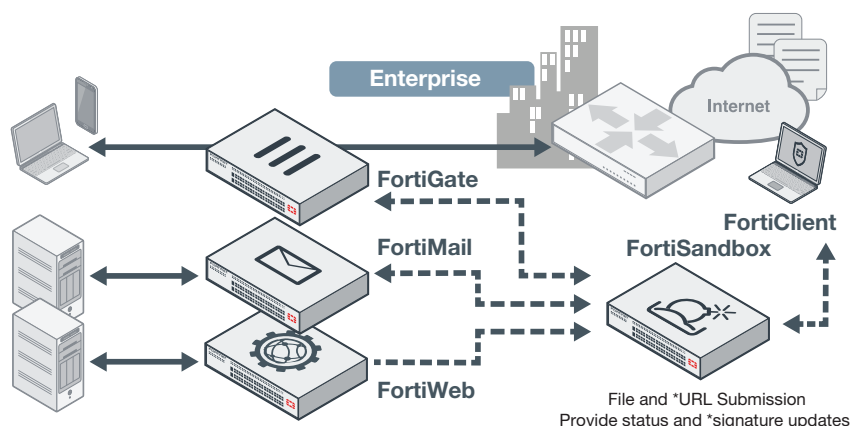 Enterprise
Internet
FortiGate
FortiClient
FortiMail
FortiSandbox
FortiWeb
File and *URL Submission
Provide status and *signature updates